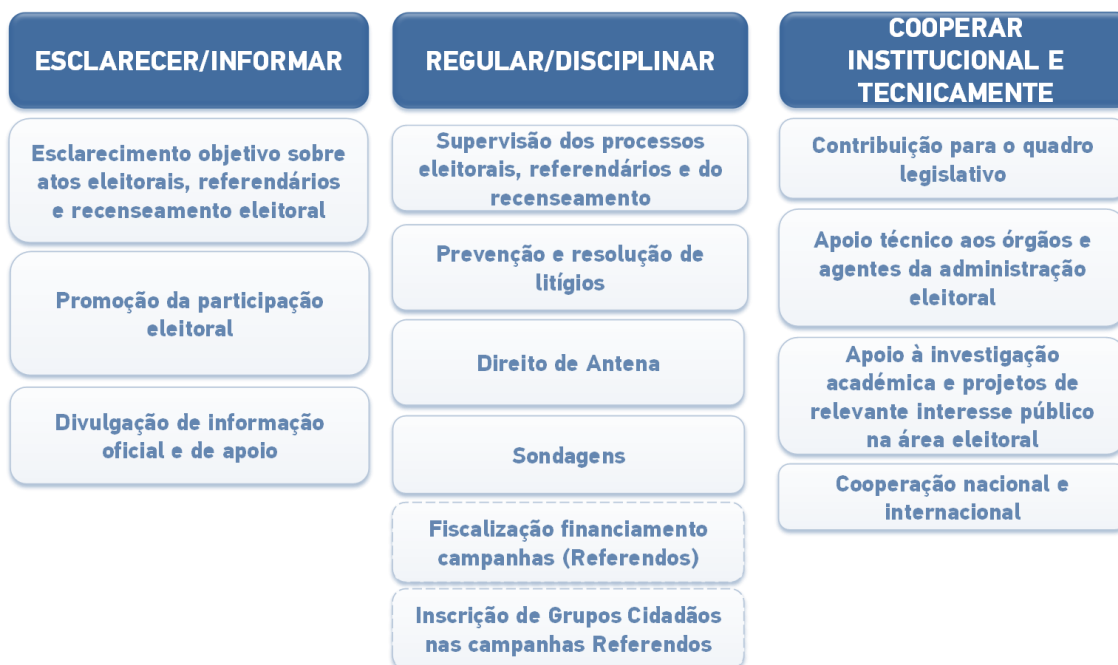 ESCLARECER/INFORMAR
Esclarecimento objetivo sobre
atos eleitorais, referendários
e recenseamento eleitoral
Promoção da participação
eleitoral
Divulgação de informação
oficial e de apoio
REGULAR/DISCIPLINAR
Supervisão dos processos
eleitorais, referendários e do
recenseamento
Prevenção e resolução de
litígios
Direito de Antena
Sondagens
Fiscalização financiamento
campanhas (Referendos)
Inscrição de Grupos Cidadãos
nas campanhas Referendos
COOPERAR
INSTITUCIONAL E
TECNICAMENTE
Contribuição para o quadro
legislativo
Apoio técnico aos órgãos e
agentes da administração
eleitoral
Apoio à investigação
académica e projetos de
relevante interesse público
na área eleitoral
Cooperação nacional e
internacional